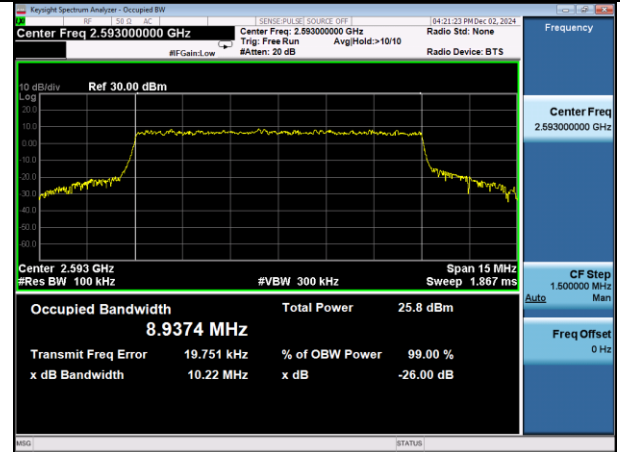 Keysight Spectrum Analyzer - Occupied BW
RF 50 Ω AC SENSE:PULSE SOURCE OFF 04:21:23 PM Dec 02, 2024
Center Freq 2.593000000 GHz Center Freq: 2.593000000 GHz Radio Std: None Frequency
Trig: Free Run Avg|Hold:>10/10
#IFGain:Low #Atten: 20 dB Radio Device: BTS
10 dB/div Ref 30.00 dBm
Log
20.0
10.0
0.00
-10.0
-20.0
-30.0
-40.0
-50.0
-60.0
Center 2.593 GHz Span 15 MHz
#Res BW 100 kHz #VBW 300 kHz Sweep 1.867 ms
Occupied Bandwidth Total Power 25.8 dBm
8.9374 MHz
Transmit Freq Error 19.751 kHz % of OBW Power 99.00 %
x dB Bandwidth 10.22 MHz x dB -26.00 dB
Center Freq
2.593000000 GHz
CF Step
1.500000 MHz
Auto Man
Freq Offset
0 Hz
MSG STATUS